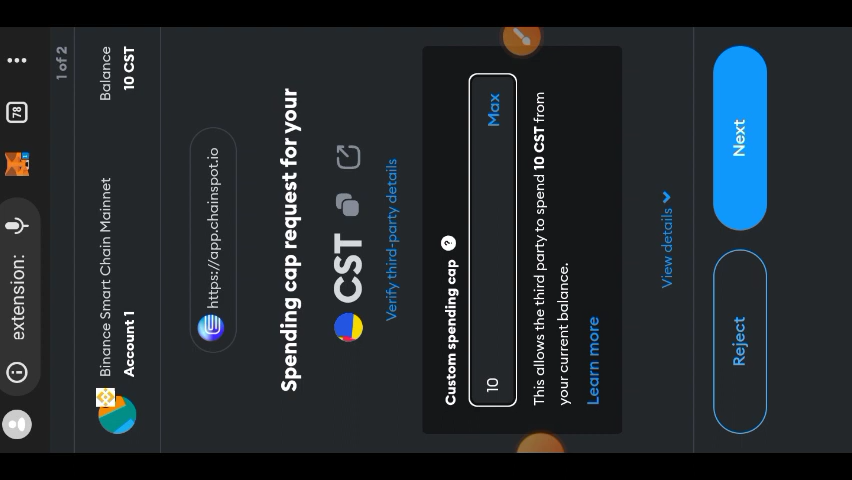 extension:
78
1 of 2
Binance Smart Chain Mainnet
Account 1
Balance
10 CST
https://app.chainspot.io
Spending cap request for your
CST
Verify third-party details
Custom spending cap ?
10
Max
This allows the third party to spend 10 CST from
your current balance.
Learn more
View details
Reject
Next